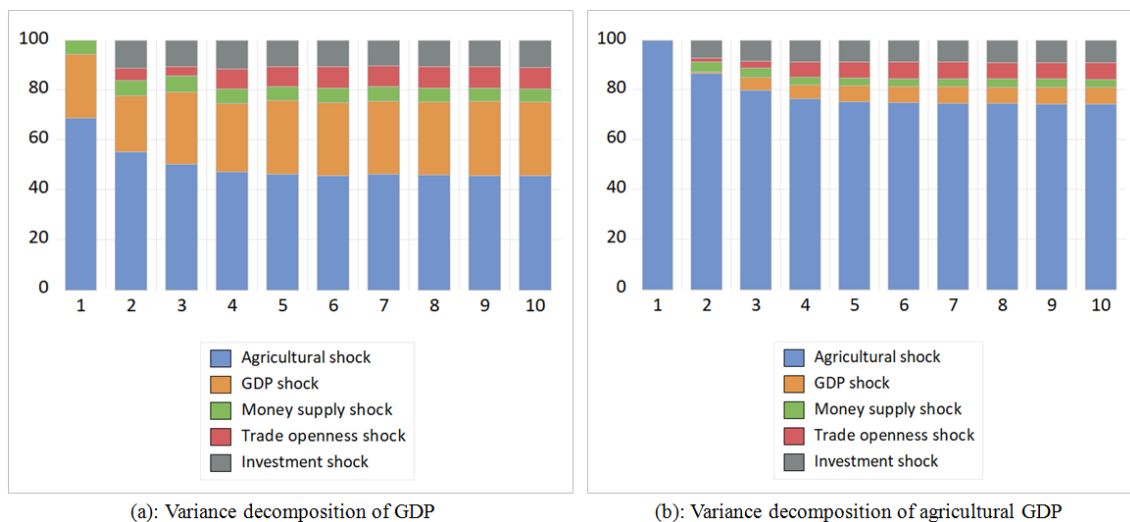 100
80
60
40
20
0
1 2 3 4 5 6 7 8 9 10
Agricultural shock
GDP shock
Money supply shock
Trade openness shock
Investment shock
(a): Variance decomposition of GDP
100
80
60
40
20
0
1 2 3 4 5 6 7 8 9 10
Agricultural shock
GDP shock
Money supply shock
Trade openness shock
Investment shock
(b): Variance decomposition of agricultural GDP